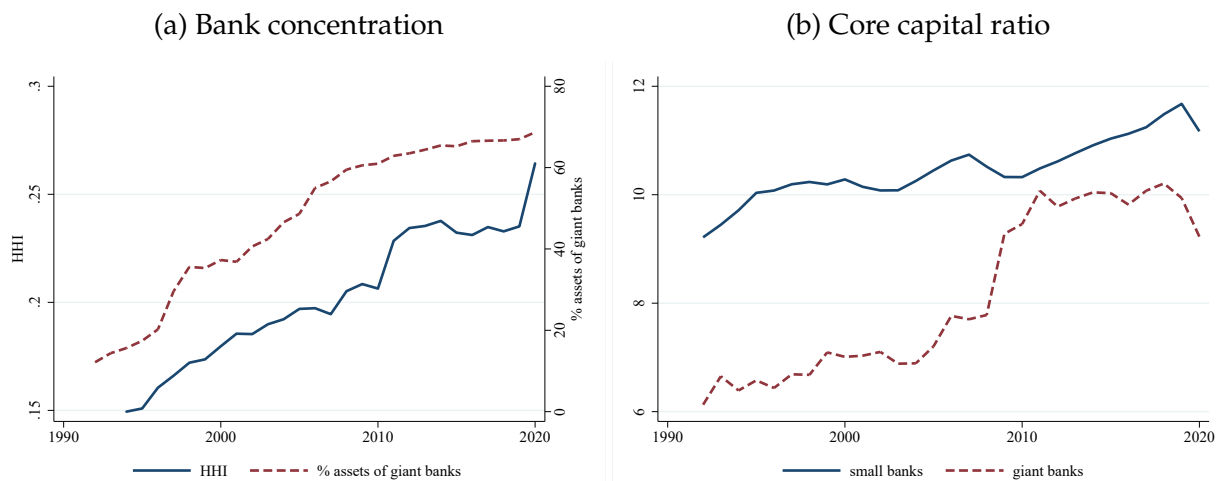 (a) Bank concentration
HHI
.3
.25
.2
.15
80
60
40
20
0
% assets of giant banks
1990
2000
2010
2020
HHI
% assets of giant banks
(b) Core capital ratio
12
10
8
6
1990
2000
2010
2020
small banks
giant banks